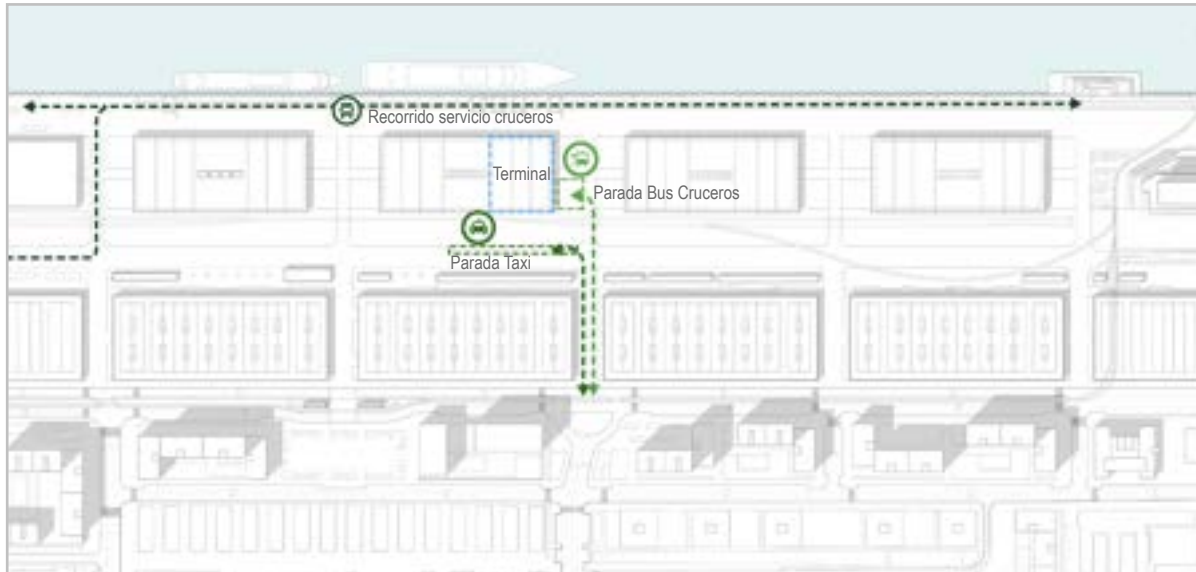 Recorrido servicio cruceros
Terminal
Parada Bus Cruceros
Parada Taxi